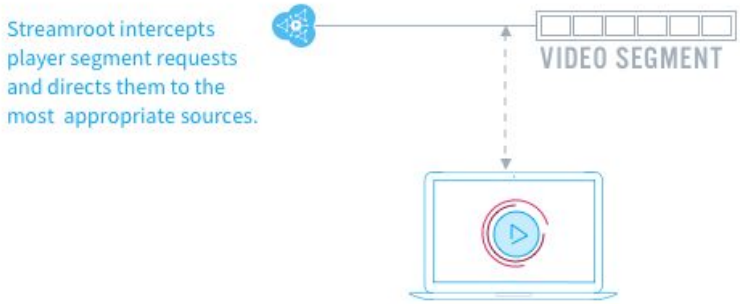 Streamroot intercepts
player segment requests
and directs them to the
most appropriate sources.
VIDEO SEGMENT